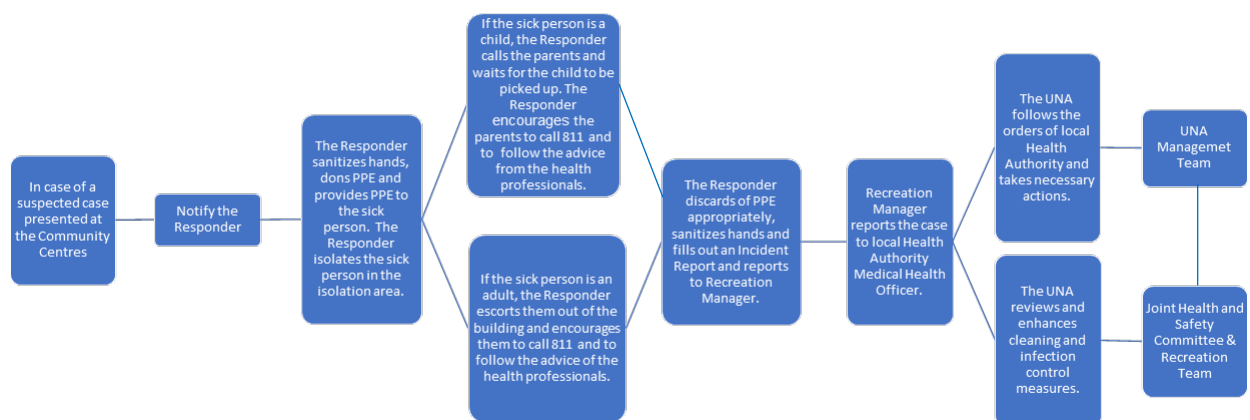 In case of a
suspected case
presented at
the Community
Centres
Notify the
Responder
The Responder
sanitizes hands,
dons PPE and
provides PPE to
the sick
person. The
Responder
isolates the sick
person in the
isolation area.
If the sick person is a
child, the Responder
calls the parents and
waits for the child to be
picked up. The
Responder
encourages the
parents to call 811 and
to follow the advice
from the health
professionals.
If the sick person is an
adult, the Responder
escorts them out of the
building and encourages
them to call 811 and to
follow the advice of the
health professionals.
The Responder
discards of PPE
appropriately,
sanitizes hands and
fills out an Incident
Report and reports
to Recreation
Manager.
Recreation
Manager
reports the case
to local Health
Authority
Medical Health
Officer.
The UNA
follows the
orders of local
Health
Authority and
takes necessary
actions.
UNA
Managemet
Team
The UNA
reviews and
enhances
cleaning and
infection
control
measures.
Joint Health and
Safety
Committee &
Recreation
Team